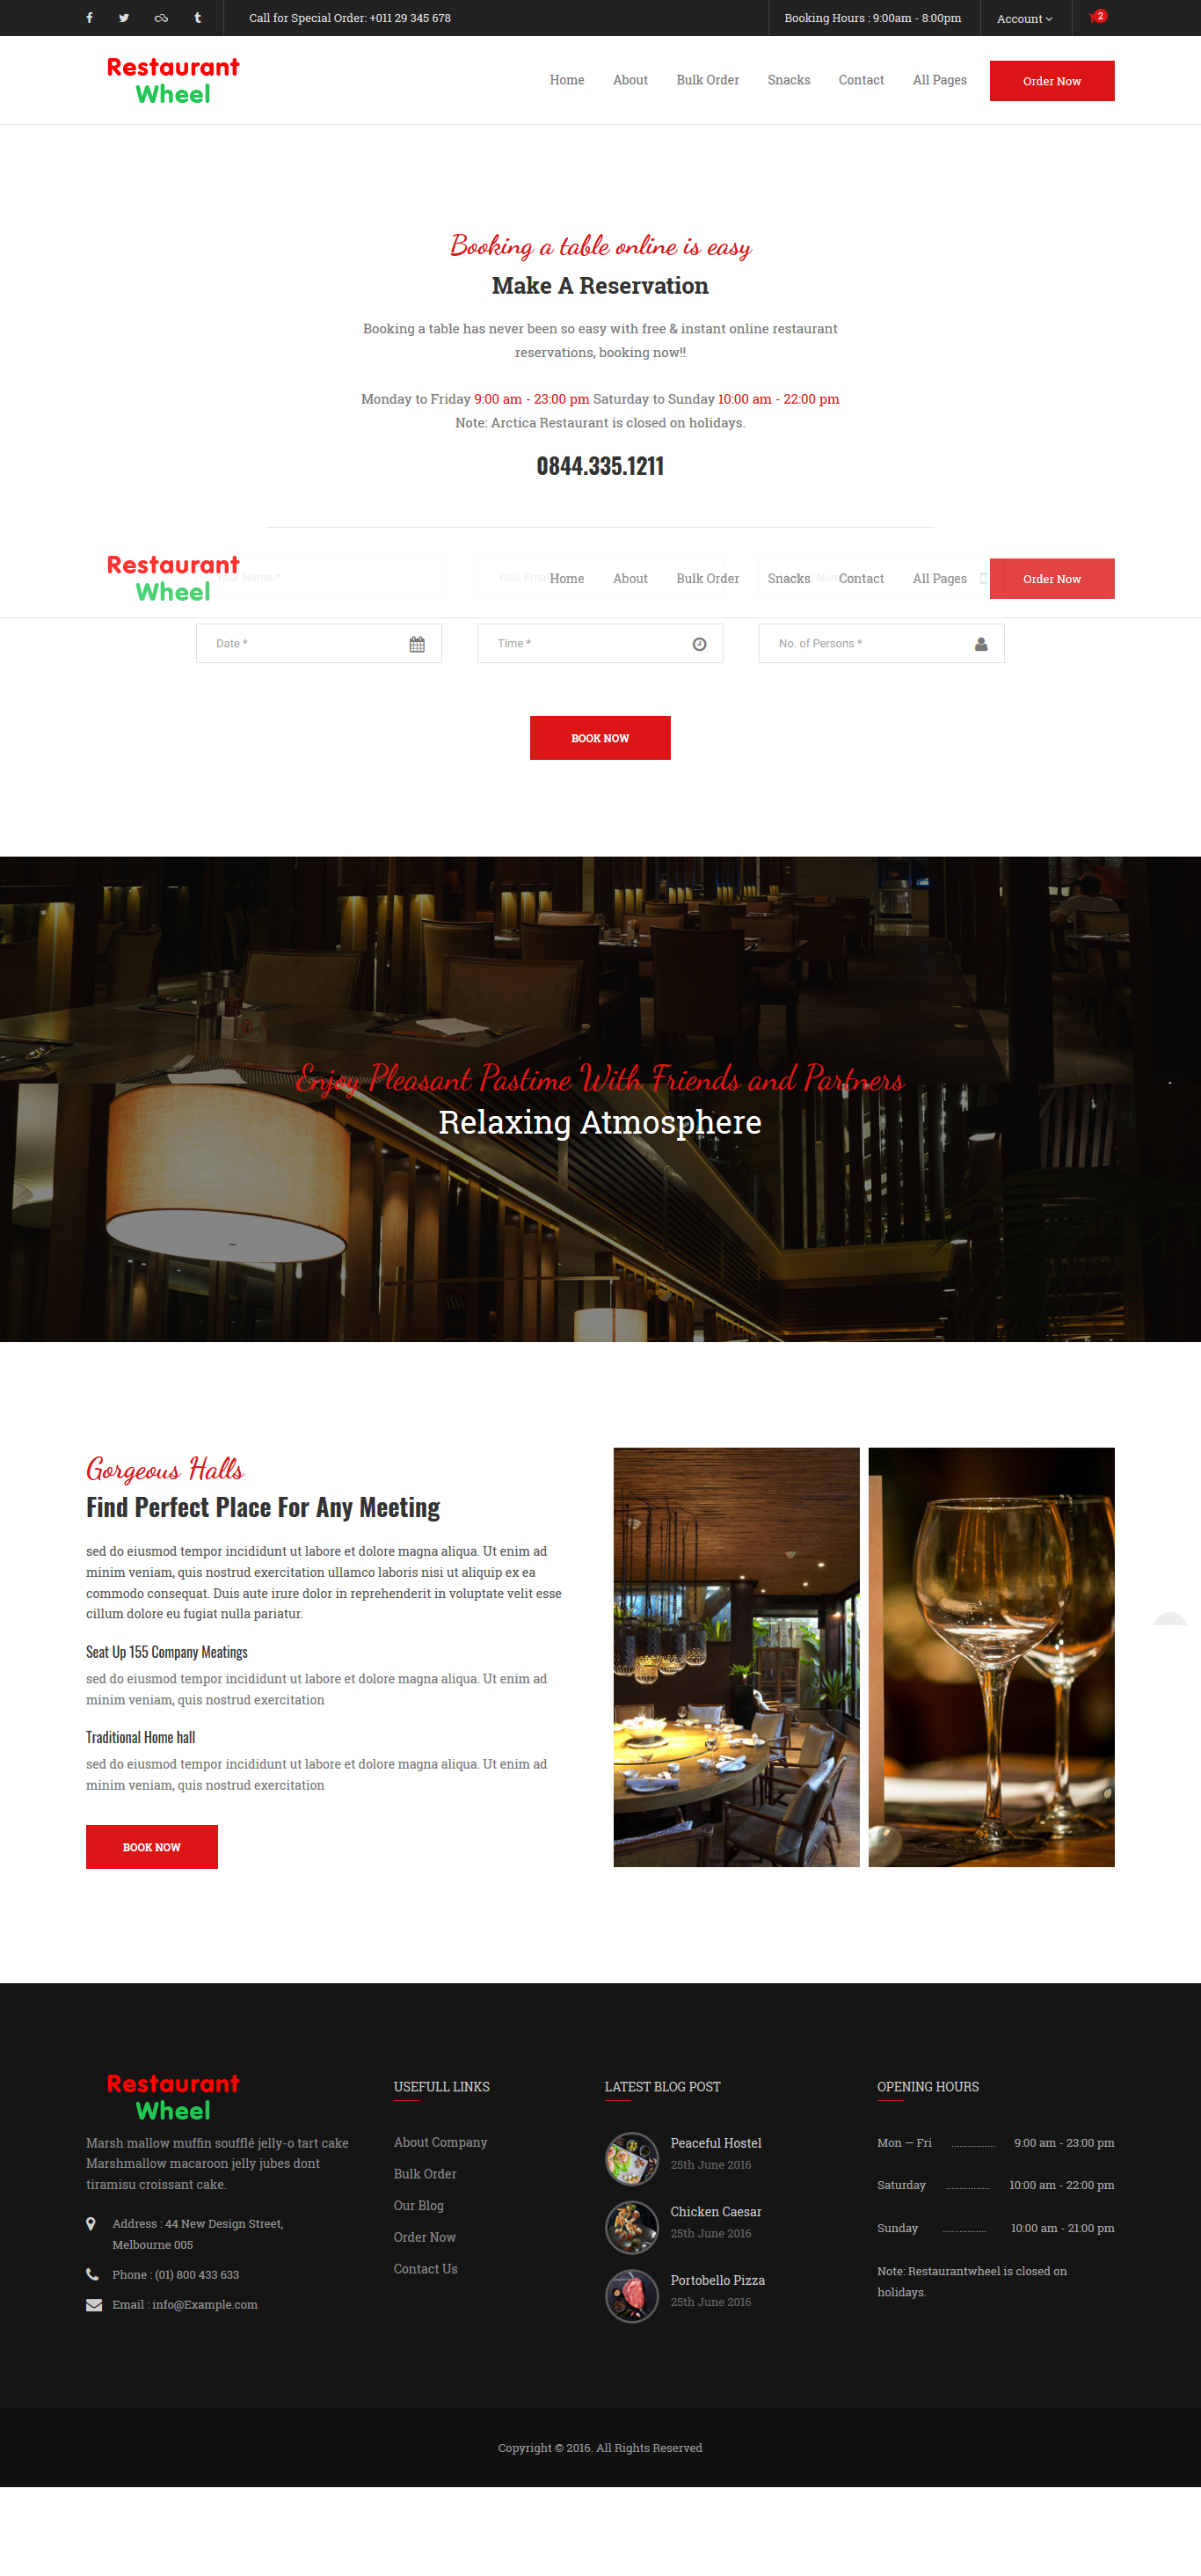 Call for Special Order: +011 29 345 678
Booking Hours : 9:00am - 8:00pm
Account
2
Restaurant
Wheel
Home
About
Bulk Order
Snacks
Contact
All Pages
Order Now
Booking a table online is easy
Make A Reservation
Booking a table has never been so easy with free & instant online restaurant
reservations, booking now!!
Monday to Friday 9:00 am - 23:00 pm Saturday to Sunday 10:00 am - 22:00 pm
Note: Arctica Restaurant is closed on holidays.
0844.335.1211
Restaurant
Wheel
Your Name *
Your
Home
About
Bulk Order
Snacks
Contact
All Pages
Order Now
Date *
Time *
No. of Persons *
BOOK NOW
Enjoy Pleasant Pastime With Friends and Partners
Relaxing Atmosphere
Gorgeous Halls
Find Perfect Place For Any Meeting
sed do eiusmod tempor incididunt ut labore et dolore magna aliqua. Ut enim ad
minim veniam, quis nostrud exercitation ullamco laboris nisi ut aliquip ex ea
commodo consequat. Duis aute irure dolor in reprehenderit in voluptate velit esse
cillum dolore eu fugiat nulla pariatur.
Seat Up 155 Company Meatings
sed do eiusmod tempor incididunt ut labore et dolore magna aliqua. Ut enim ad
minim veniam, quis nostrud exercitation
Traditional Home hall
sed do eiusmod tempor incididunt ut labore et dolore magna aliqua. Ut enim ad
minim veniam, quis nostrud exercitation
BOOK NOW
Restaurant
Wheel
Marsh mallow muffin soufflé jelly-o tart cake
Marshmallow macaroon jelly jubes dont
tiramisu croissant cake.
Address : 44 New Design Street,
Melbourne 005
Phone : (01) 800 433 633
Email : info@Example.com
USEFULL LINKS
About Company
Bulk Order
Our Blog
Order Now
Contact Us
LATEST BLOG POST
Peaceful Hostel
25th June 2016
Chicken Caesar
25th June 2016
Portobello Pizza
25th June 2016
OPENING HOURS
Mon — Fri ................ 9:00 am - 23:00 pm
Saturday ................ 10:00 am - 22:00 pm
Sunday ................ 10:00 am - 21:00 pm
Note: Restaurantwheel is closed on
holidays.
Copyright © 2016. All Rights Reserved